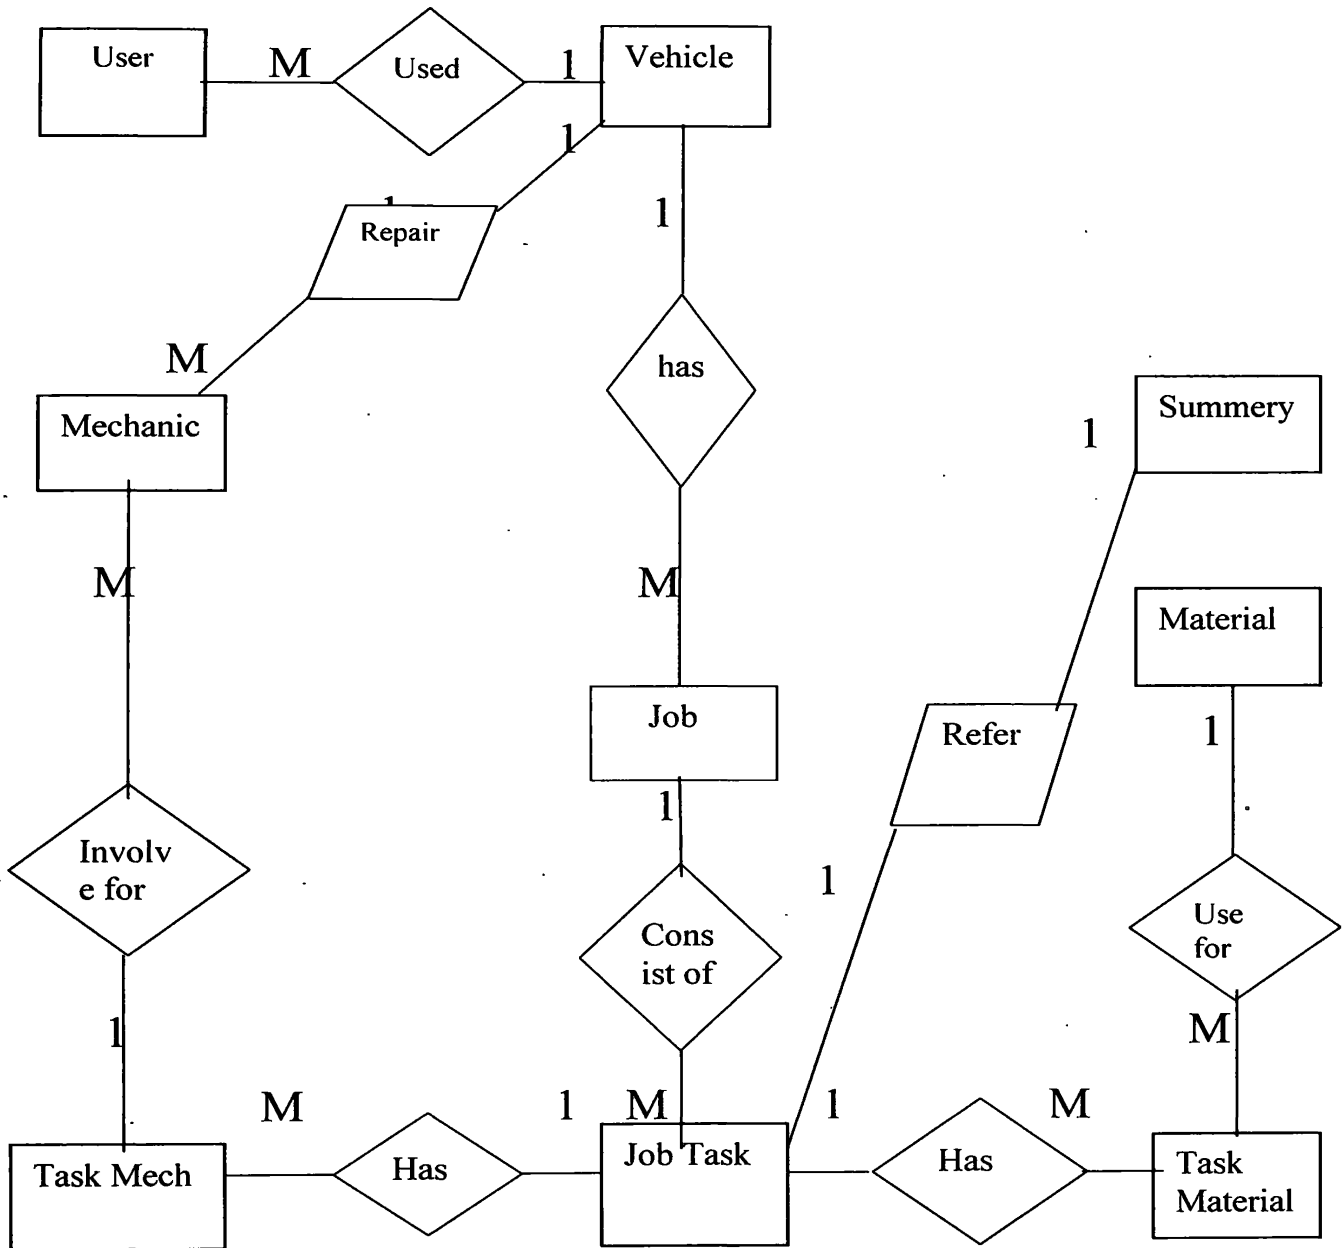 User
M
Used
1
Vehicle
1
1
Repair
1
M
has
Mechanic
Summery
1
M
M
Material
Job
Refer
1
1
Involv
e for
1
Cons
ist of
Use
for
1
M
M
1
M
1
M
Task Mech
Has
Job Task
Has
Task
Material